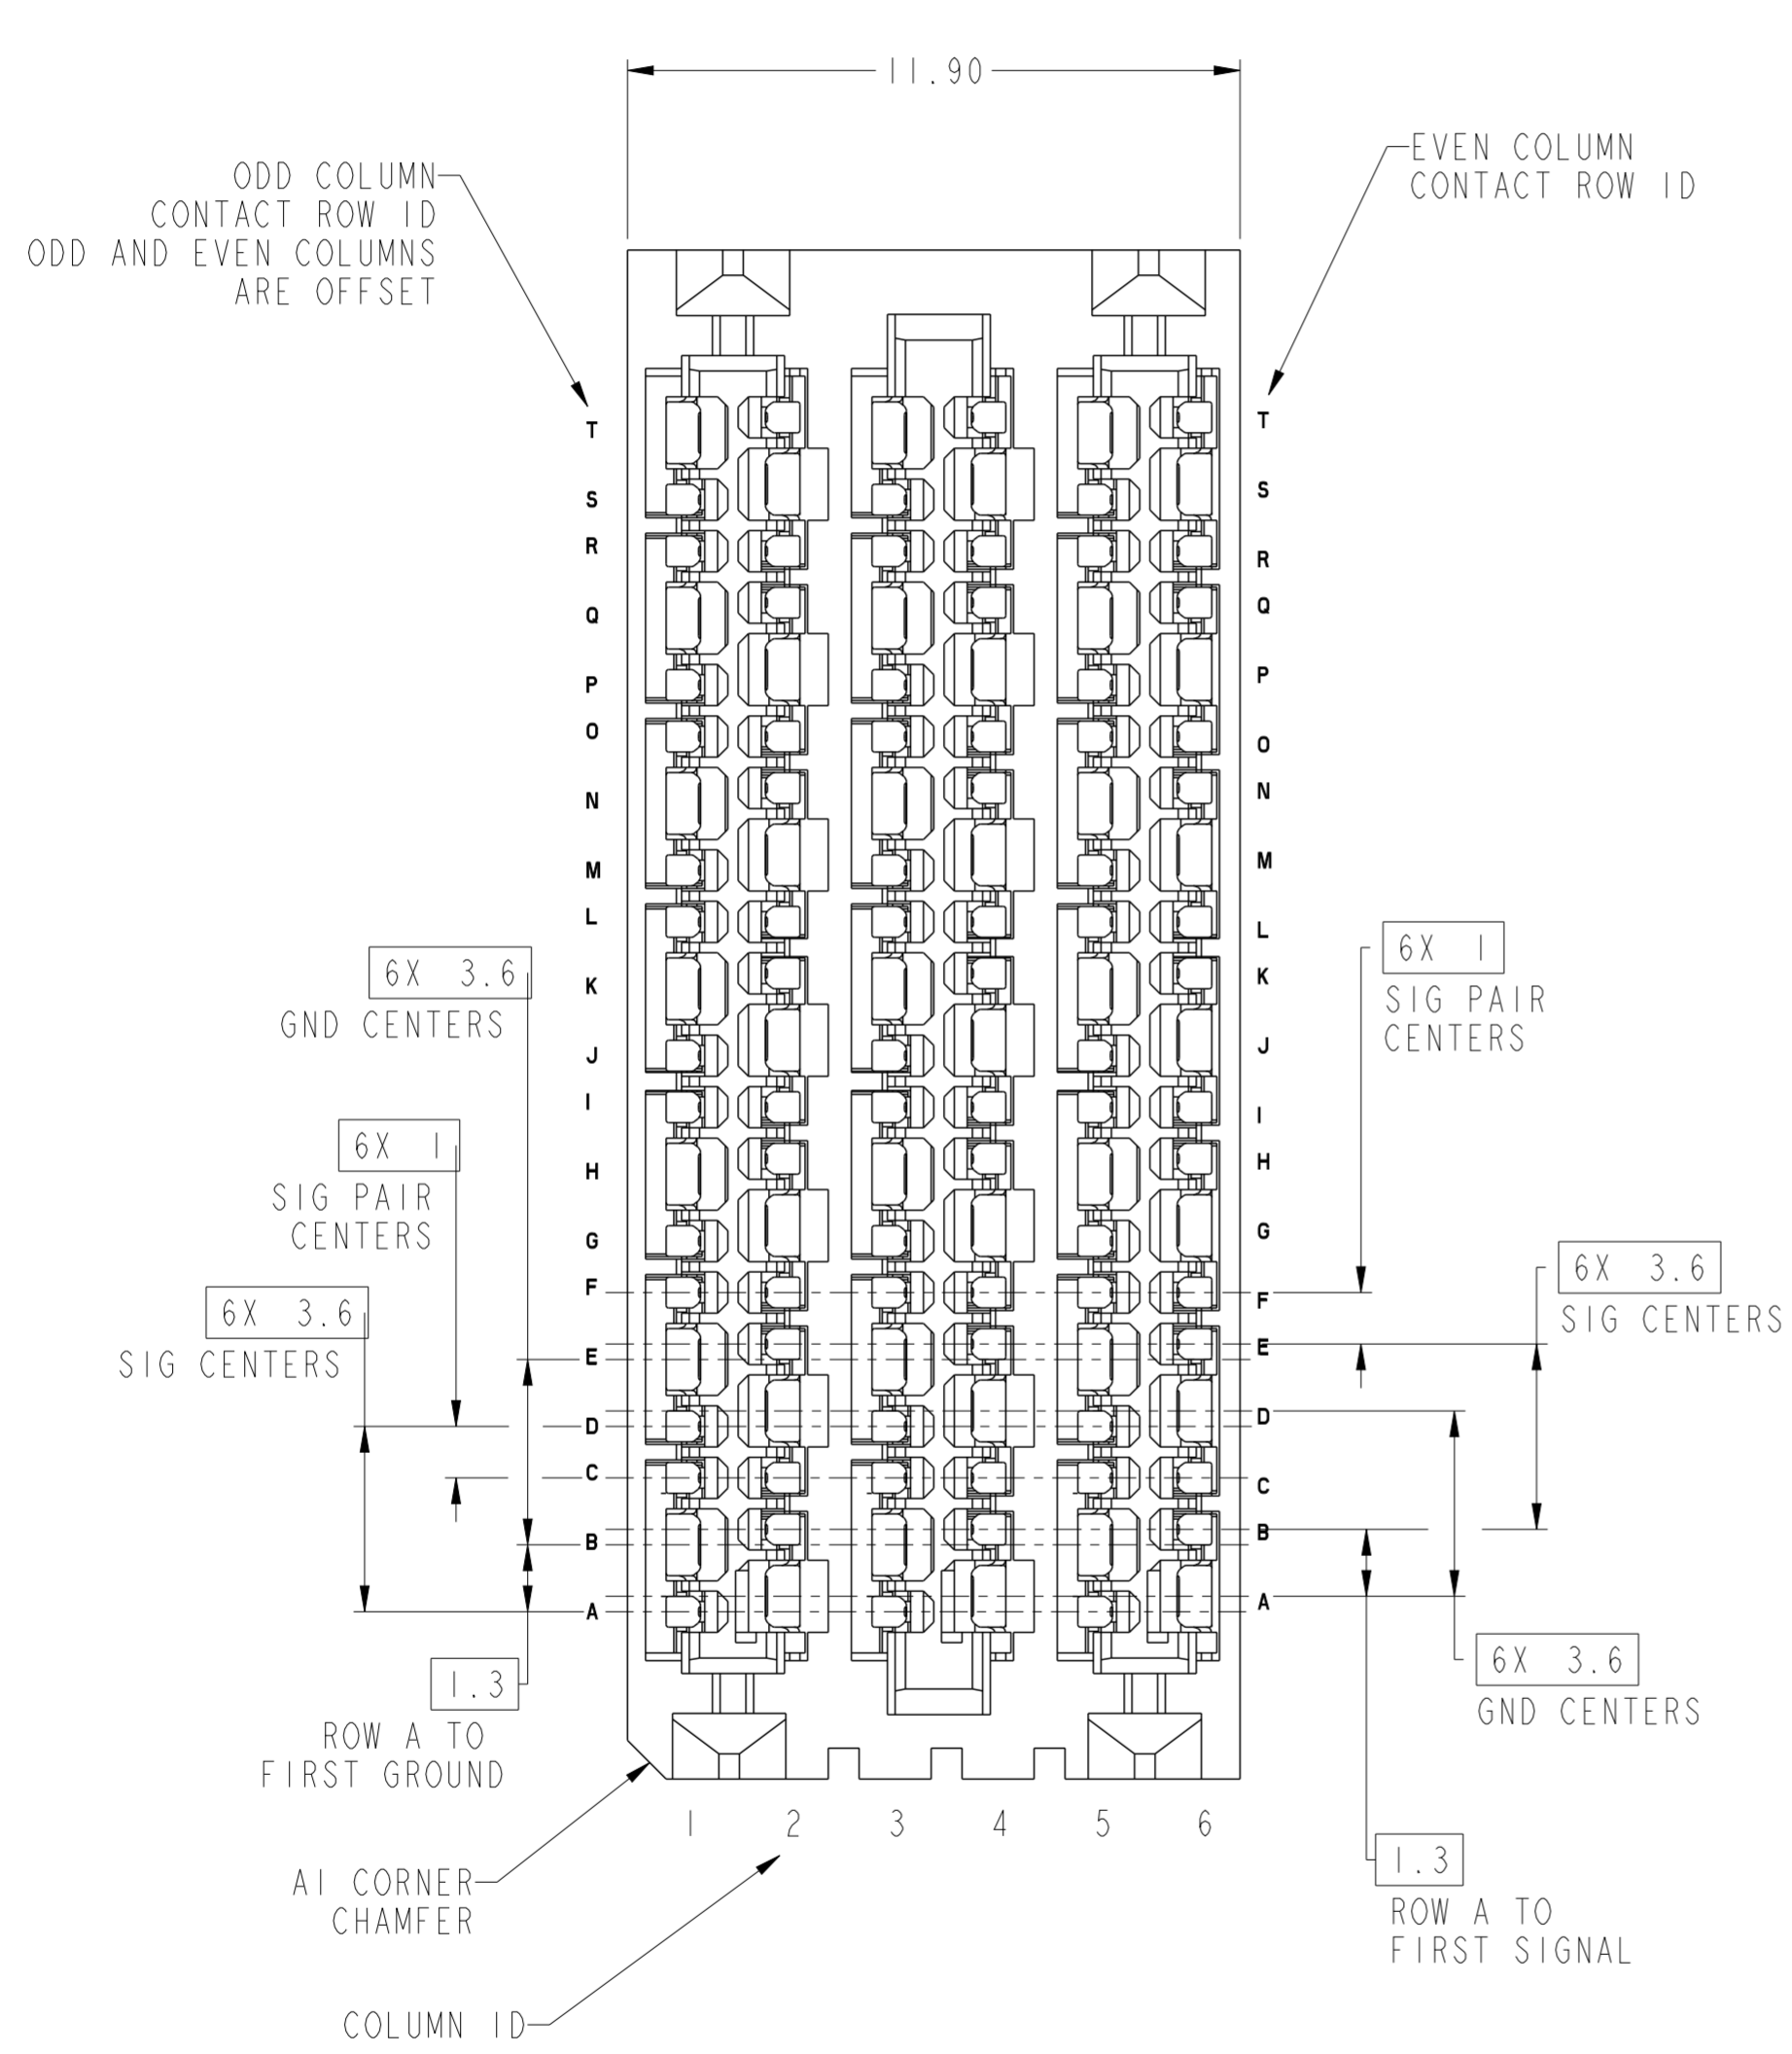 11.90
ODD COLUMN
CONTACT ROW ID
ODD AND EVEN COLUMNS
ARE OFFSET
EVEN COLUMN
CONTACT ROW ID
T
S
R
Q
P
O
N
M
L
K
J
I
H
G
F
E
D
C
B
A
T
S
R
Q
P
O
N
M
L
K
J
I
H
G
F
E
D
C
B
A
6X 3.6
GND CENTERS
6X 1
SIG PAIR
CENTERS
6X 3.6
SIG CENTERS
1.3
ROW A TO
FIRST GROUND
6X 1
SIG PAIR
CENTERS
6X 3.6
SIG CENTERS
6X 3.6
GND CENTERS
1.3
ROW A TO
FIRST SIGNAL
1 2 3 4 5 6
A1 CORNER
CHAMFER
COLUMN ID